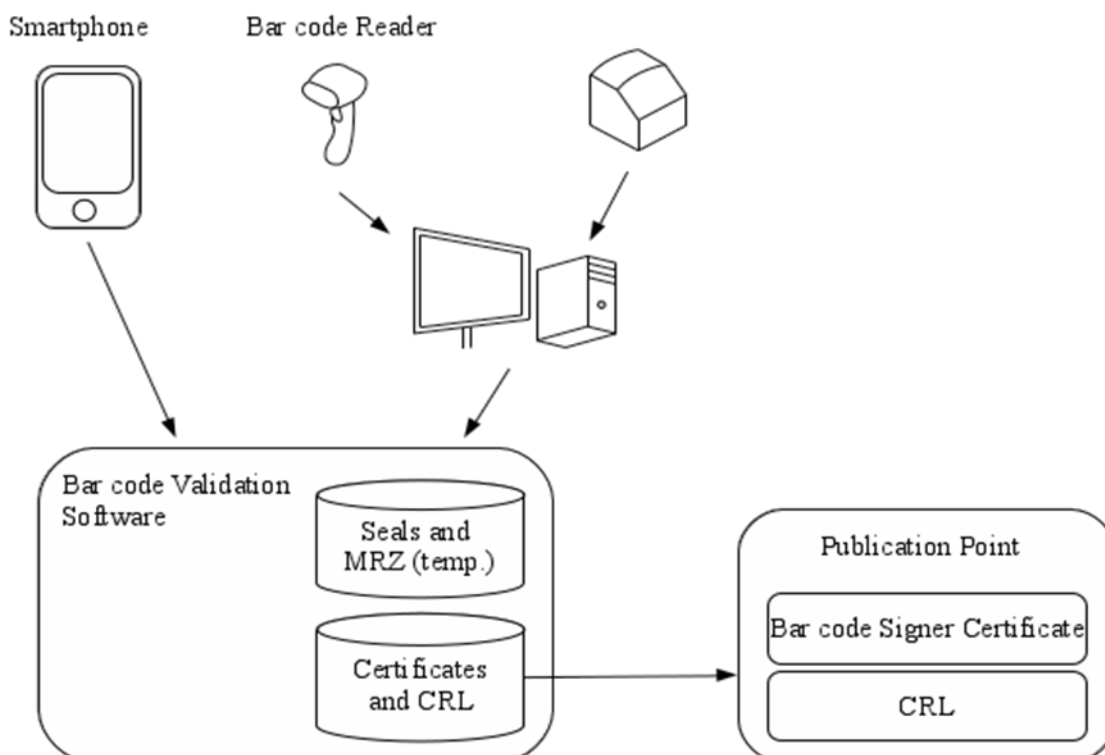 Smartphone
Bar code Reader
Bar code Validation
Software
Seals and
MRZ (temp.)
Certificates
and CRL
Publication Point
Bar code Signer Certificate
CRL